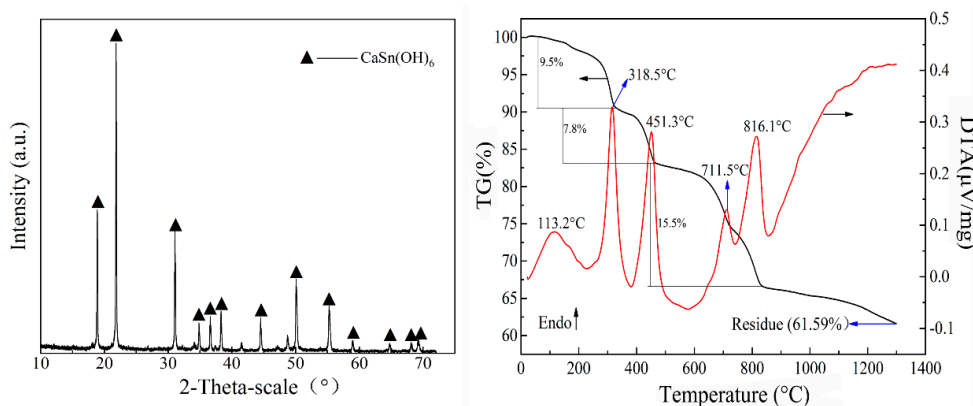 ▲ CaSn(OH)₆
Intensity (a.u.)
10 20 30 40 50 60 70
2-Theta-scale（°）
100
95
90
85
80
75
70
65
60
TG(%)
0.5
0.4
0.3
0.2
0.1
0.0
-0.1
DTA(μV/mg)
9.5%
318.5°C
7.8%
451.3°C
816.1°C
711.5°C
15.5%
113.2°C
Endo
Residue (61.59%)
0 200 400 600 800 1000 1200 1400
Temperature (°C)